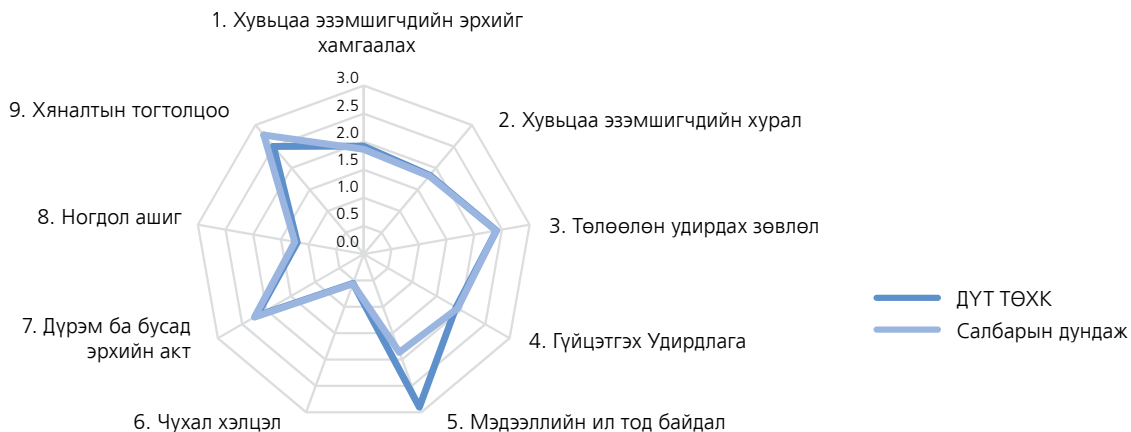 1. Хувьцаа эзэмшигчдийн эрхийг
хамгаалах
3.0
2.5
2.0
1.5
1.0
0.5
0.0
2. Хувьцаа эзэмшигчдийн хурал
3. Төлөөлөн удирдах зөвлөл
4. Гүйцэтгэх Удирдлага
5. Мэдээллийн ил тод байдал
6. Чухал хэлцэл
7. Дүрэм ба бусад
эрхийн акт
8. Ногдол ашиг
9. Хяналтын тогтолцоо
ДҮТ ТӨХК
Салбарын дундаж